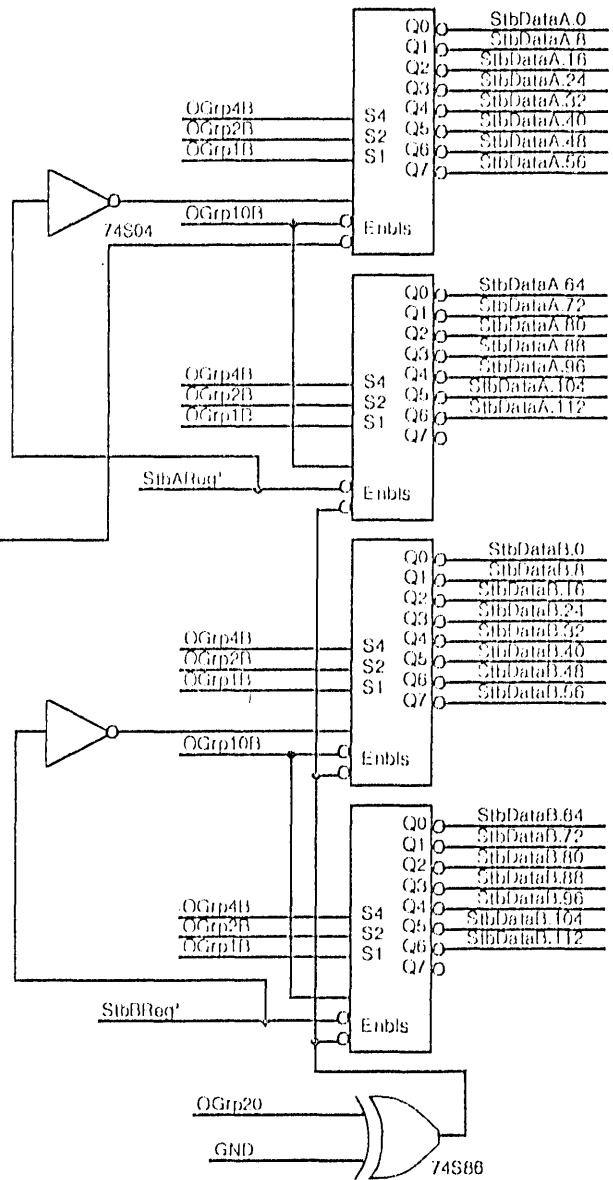 Q0 StbDataA.0
Q1 StbDataA.8
Q2 StbDataA.16
Q3 StbDataA.24
Q4 StbDataA.32
OGrp4B S4 Q5 StbDataA.40
OGrp2B S2 Q6 StbDataA.48
OGrp1B S1 Q7 StbDataA.56
OGrp10B Enbls
74S04
Q0 StbDataA.64
Q1 StbDataA.72
Q2 StbDataA.80
Q3 StbDataA.88
OGrp4B S4 Q4 StbDataA.96
OGrp2B S2 Q5 StbDataA.104
OGrp1B S1 Q6 StbDataA.112
Q7
StbAReq' Enbls
Q0 StbDataB.0
Q1 StbDataB.8
Q2 StbDataB.16
Q3 StbDataB.24
OGrp4B S4 Q4 StbDataB.32
OGrp2B S2 Q5 StbDataB.40
OGrp1B S1 Q6 StbDataB.48
Q7 StbDataB.56
OGrp10B Enbls
Q0 StbDataB.64
Q1 StbDataB.72
Q2 StbDataB.80
Q3 StbDataB.88
OGrp4B S4 Q4 StbDataB.96
OGrp2B S2 Q5 StbDataB.104
OGrp1B S1 Q6 StbDataB.112
Q7
StbBReq' Enbls
OGrp20
GND
74S86